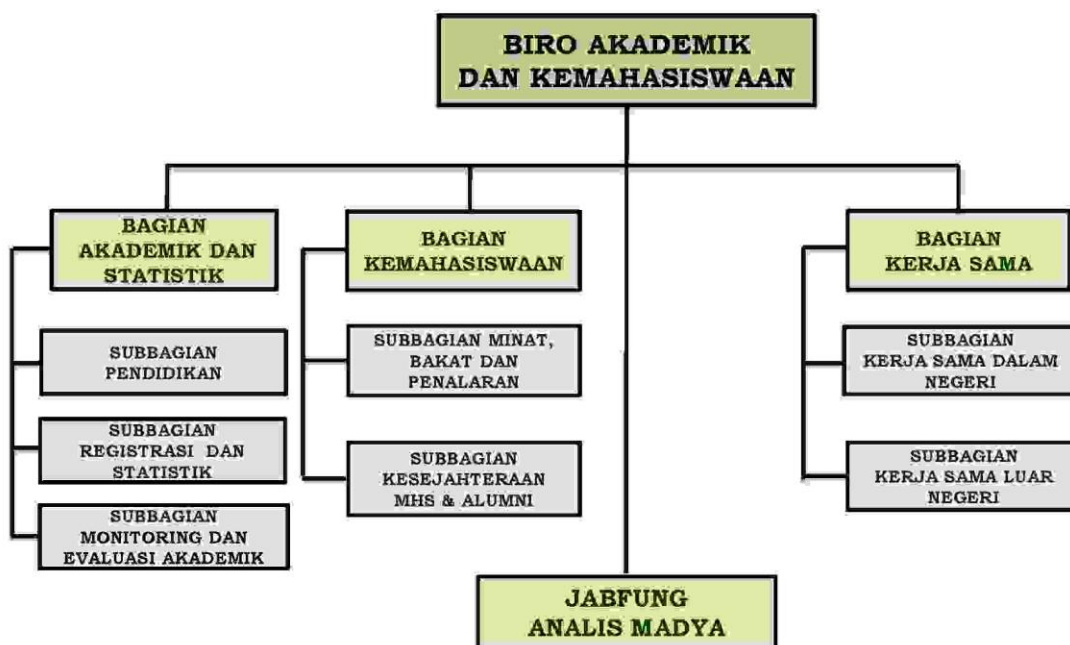 BIRO AKADEMIK
DAN KEMAHASISWAAN
BAGIAN
AKADEMIK DAN
STATISTIK
SUBBAGIAN
PENDIDIKAN
SUBBAGIAN
REGISTRASI DAN
STATISTIK
SUBBAGIAN
MONITORING DAN
EVALUASI AKADEMIK
BAGIAN
KEMAHASISWAAN
SUBBAGIAN MINAT,
BAKAT DAN
PENALARAN
SUBBAGIAN
KESEJAHTERAAN
MHS & ALUMNI
BAGIAN
KERJA SAMA
SUBBAGIAN
KERJA SAMA DALAM
NEGERI
SUBBAGIAN
KERJA SAMA LUAR
NEGERI
JABFUNG
ANALIS MADYA